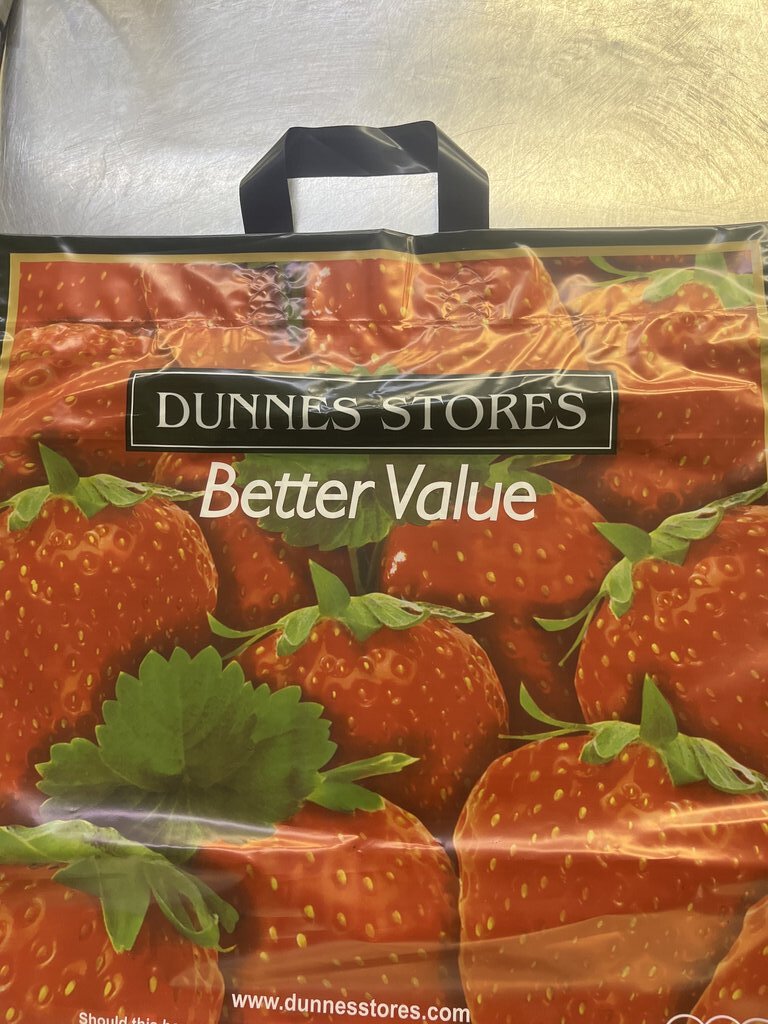 DUNNES STORES
Better Value
www.dunnesstores.com
Should this